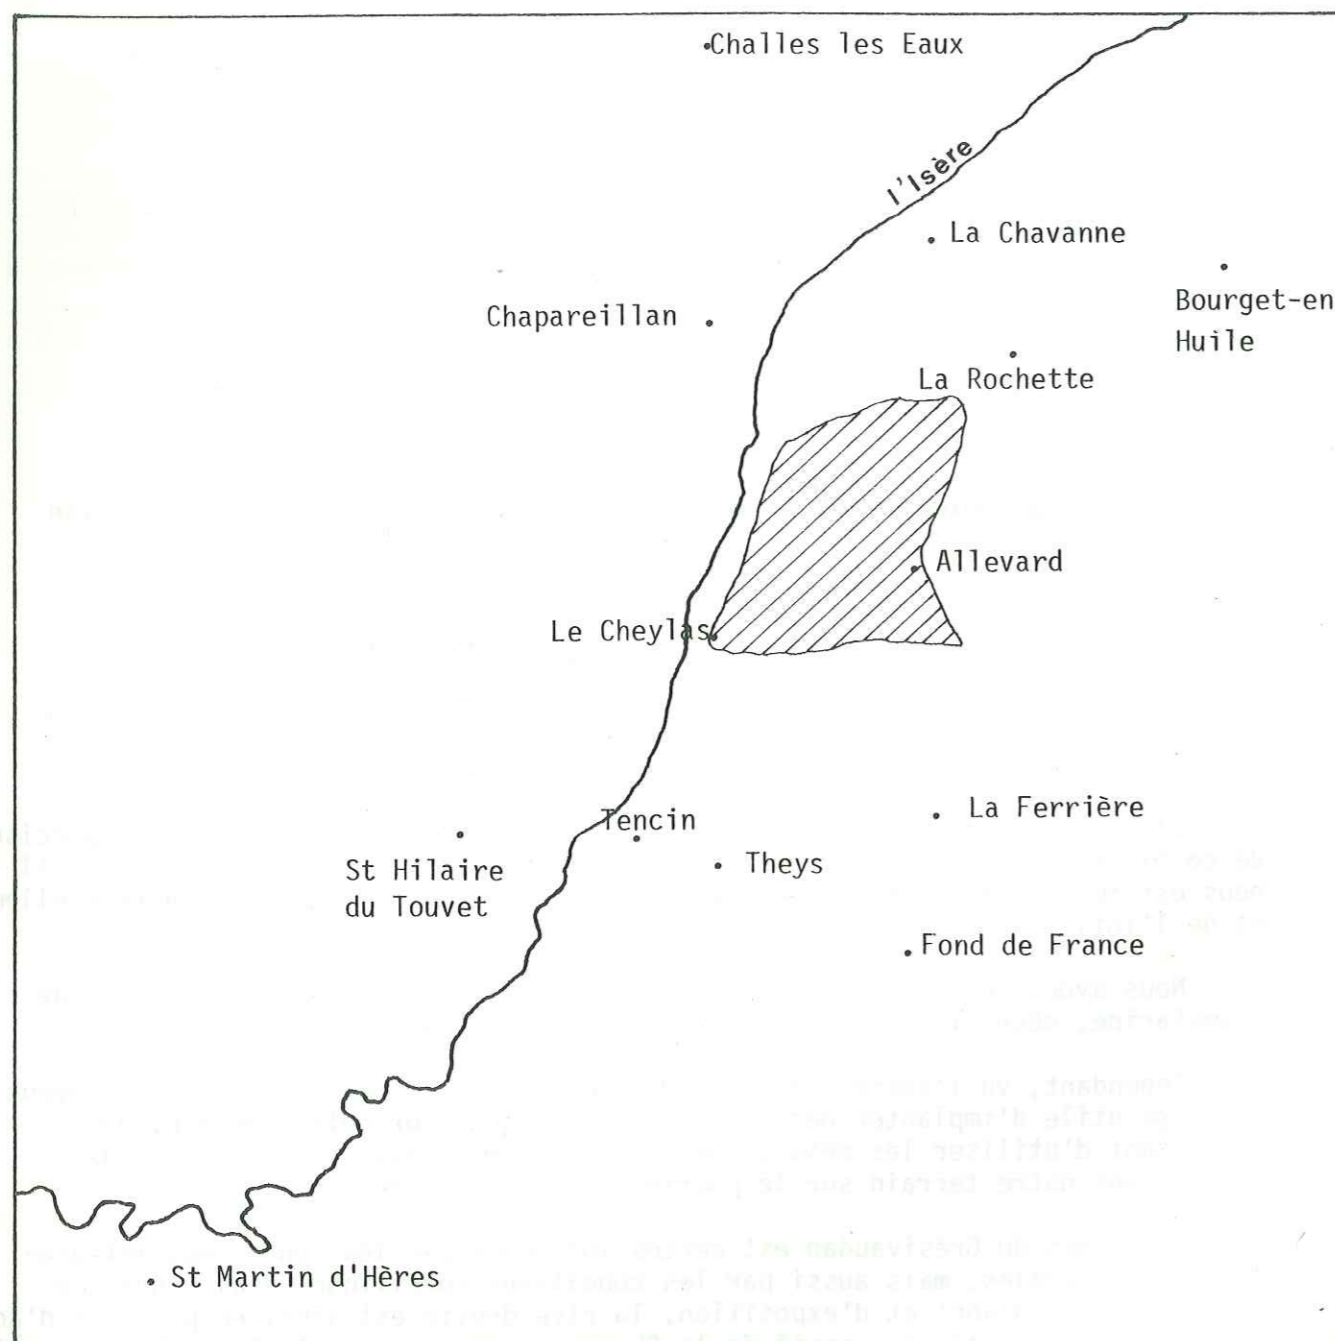 Challes les Eaux
l'Isère
La Chavanne
Bourget-en
Huile
Chapareillan
La Rochette
Allevard
Le Cheylas
La Ferrière
Tencin
Theys
St Hilaire
du Touvet
Fond de France
St Martin d'Hères